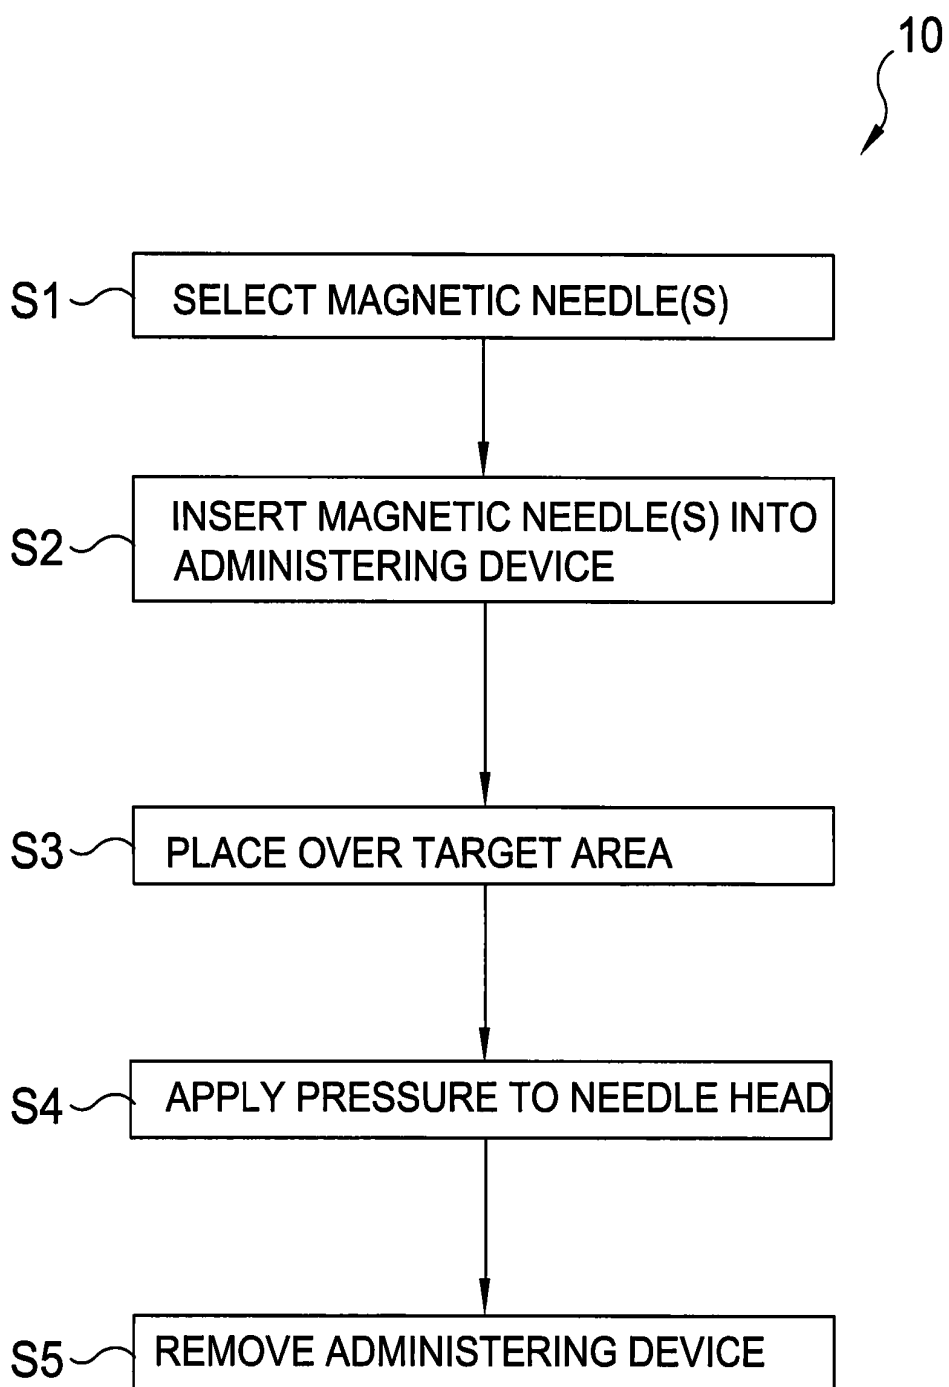 10
S1 SELECT MAGNETIC NEEDLE(S)
INSERT MAGNETIC NEEDLE(S) INTO
S2 ADMINISTERING DEVICE
S3 PLACE OVER TARGET AREA
S4 APPLY PRESSURE TO NEEDLE HEAD
S5 REMOVE ADMINISTERING DEVICE